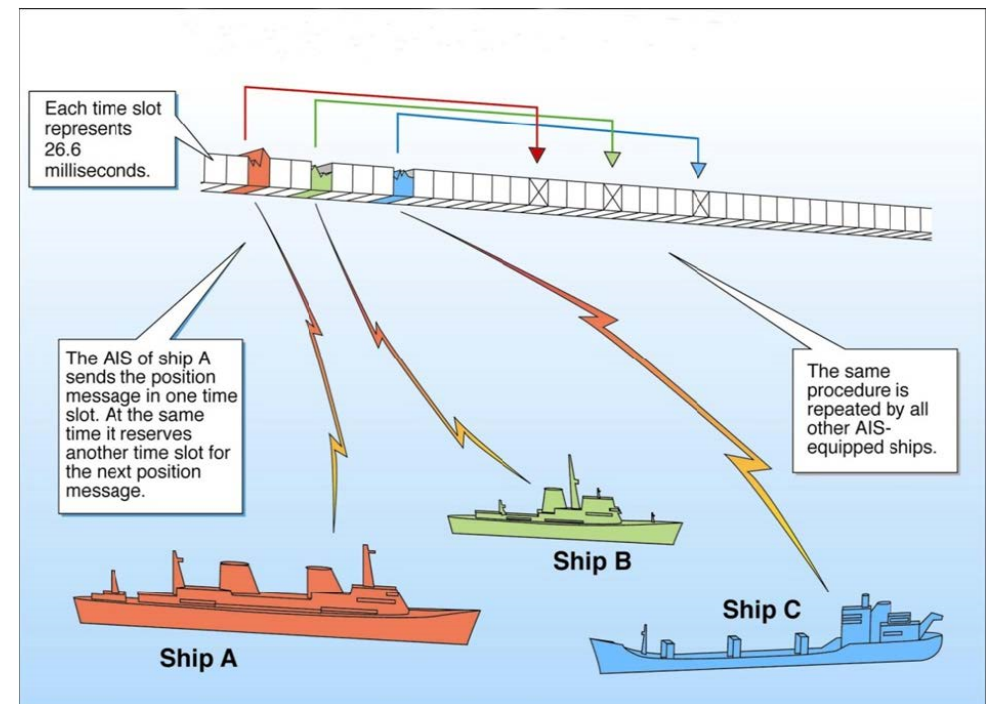 Each time slot
represents
26.6
milliseconds.
The AIS of ship A
sends the position
message in one time
slot. At the same
time it reserves
another time slot for
the next position
message.
The same
procedure is
repeated by all
other AIS-
equipped ships.
Ship B
Ship C
Ship A